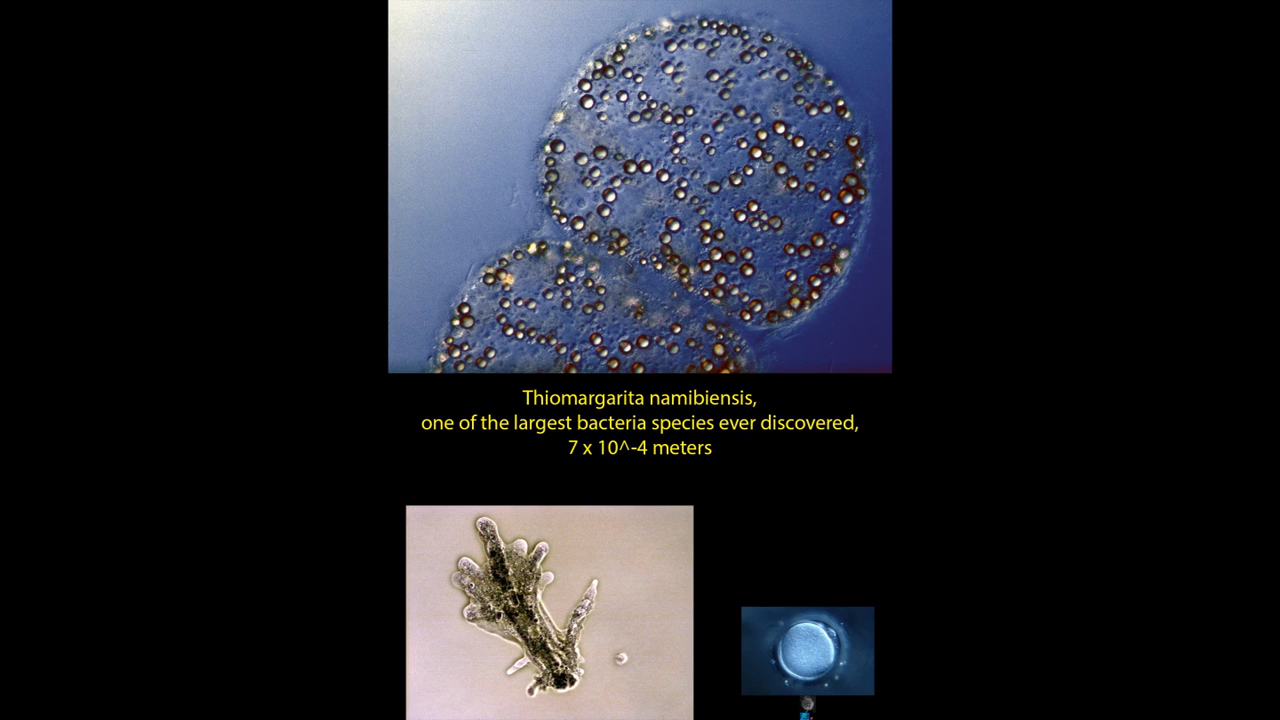 Thiomargarita namibiensis,
one of the largest bacteria species ever discovered,
7 x 10^-4 meters